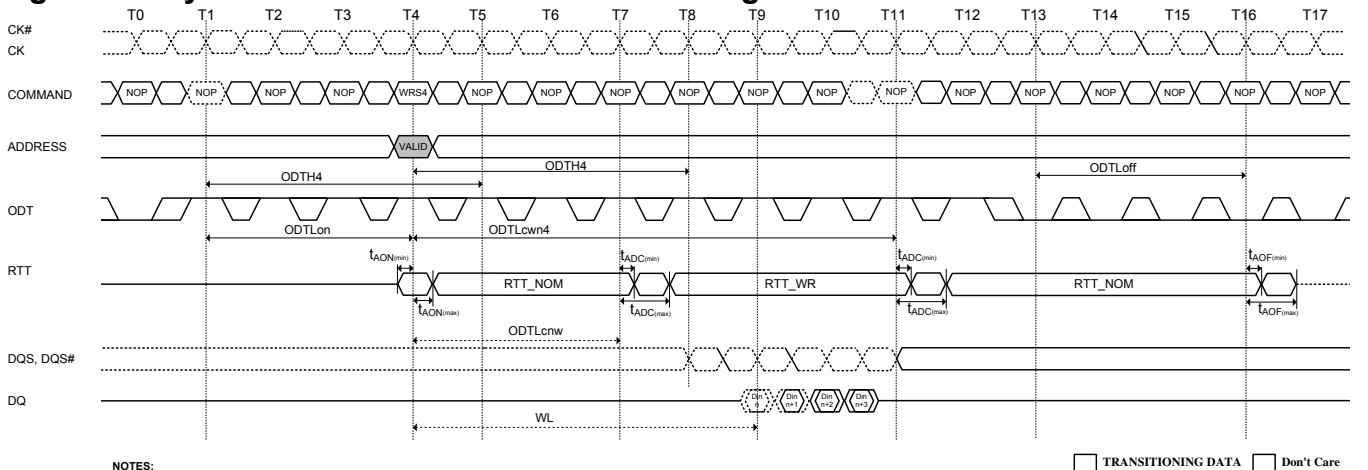 T0 T1 T2 T3 T4 T5 T6 T7 T8 T9 T10 T11 T12 T13 T14 T15 T16 T17
CK#
CK
COMMAND NOP NOP NOP NOP WRS4 NOP NOP NOP NOP NOP NOP NOP NOP NOP NOP NOP NOP NOP
ADDRESS VALID
ODTH4 ODTH4 ODTLoff
ODT
ODTLon ODTLcwn4
tAON(min) tADC(min) tADC(min) tAOF(min)
RTT RTT_NOM RTT_WR RTT_NOM
tAON(max) tADC(max) tADC(max) tAOF(max)
ODTLcnw
DQS, DQS#
DQ Din n Din n+1 Din n+2 Din n+3
WL
NOTES: TRANSITIONING DATA Don't Care